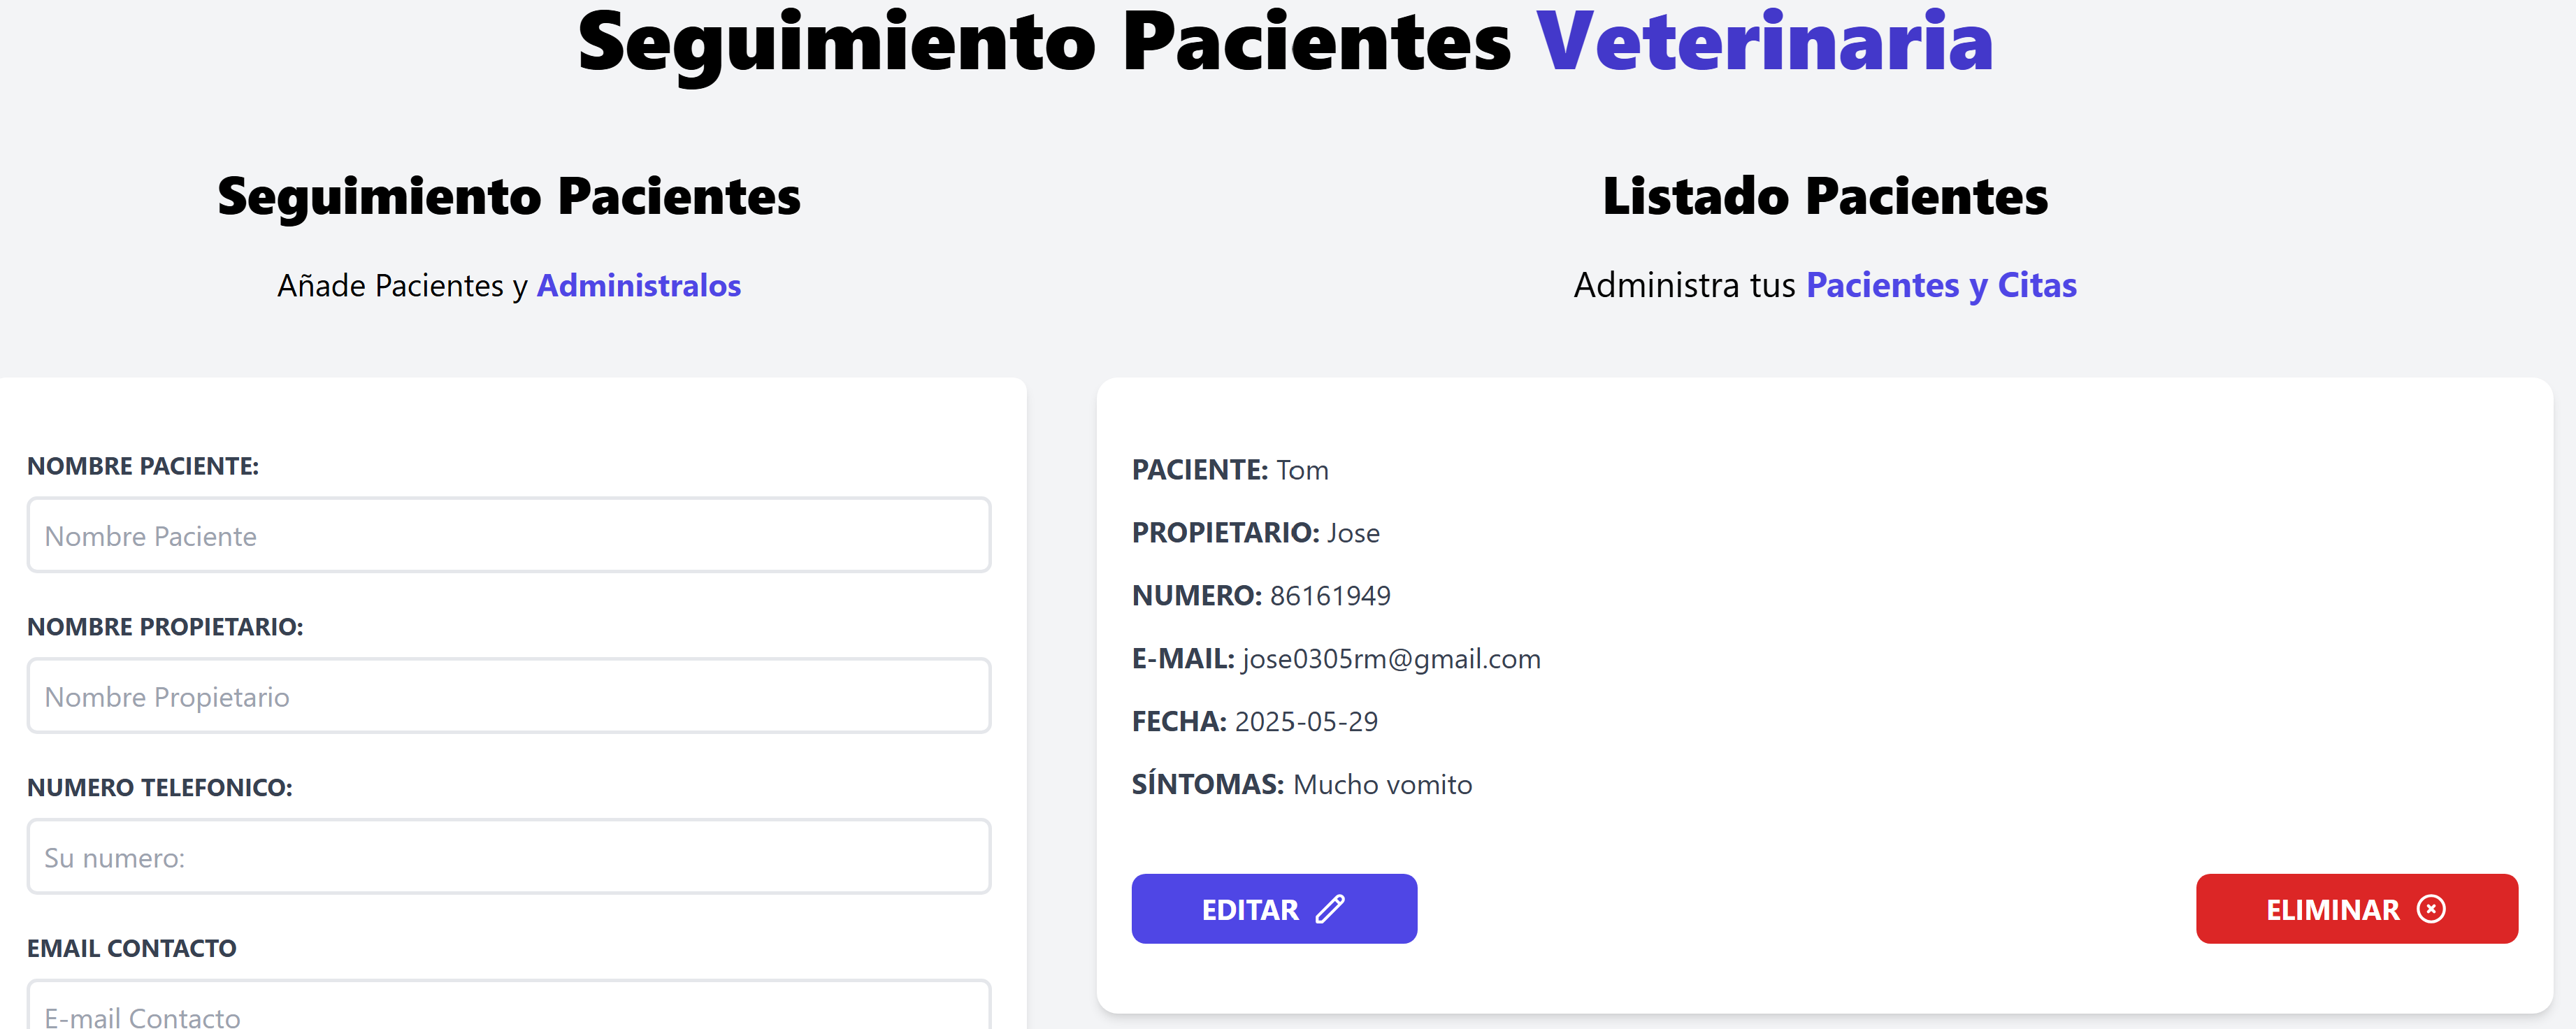 Seguimiento Pacientes Veterinaria
Seguimiento Pacientes
Añade Pacientes y Administralos
NOMBRE PACIENTE:
Nombre Paciente
NOMBRE PROPIETARIO:
Nombre Propietario
NUMERO TELEFONICO:
Su numero:
EMAIL CONTACTO
E-mail Contacto
Listado Pacientes
Administra tus Pacientes y Citas
PACIENTE: Tom
PROPIETARIO: Jose
NUMERO: 86161949
E-MAIL: jose0305rm@gmail.com
FECHA: 2025-05-29
SÍNTOMAS: Mucho vomito
EDITAR
ELIMINAR